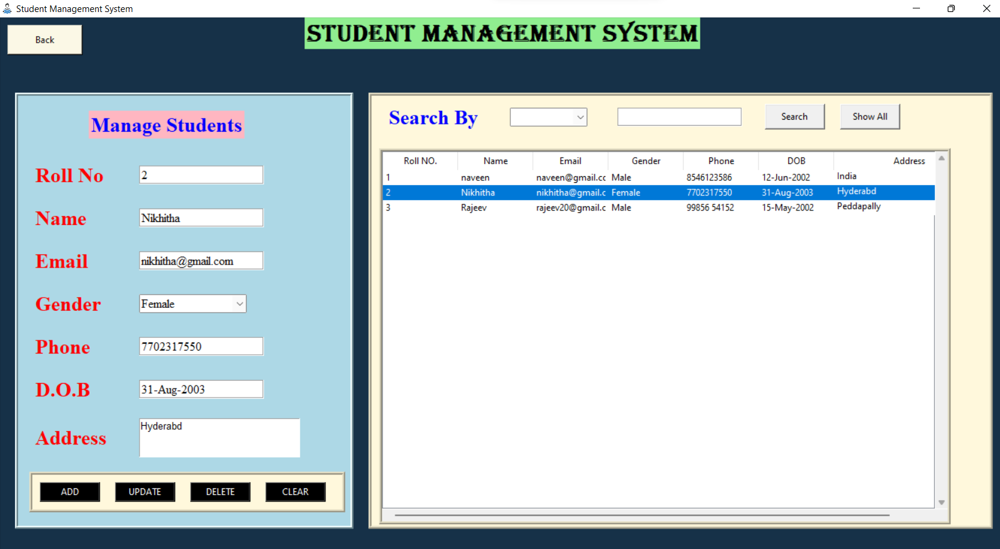 Student Management System
Back
STUDENT MANAGEMENT SYSTEM
Manage Students
Roll No 2
Name Nikhitha
Email nikhitha@gmail.com
Gender Female
Phone 7702317550
D.O.B 31-Aug-2003
Address Hyderabd
ADD UPDATE DELETE CLEAR
Search By Search Show All
Roll NO. Name Email Gender Phone DOB Address
1 naveen naveen@gmail.cc Male 8546123586 12-Jun-2002 India
2 Nikhitha nikhitha@gmail.c Female 7702317550 31-Aug-2003 Hyderabd
3 Rajeev rajeev20@gmail.c Male 99856 54152 15-May-2002 Peddapally